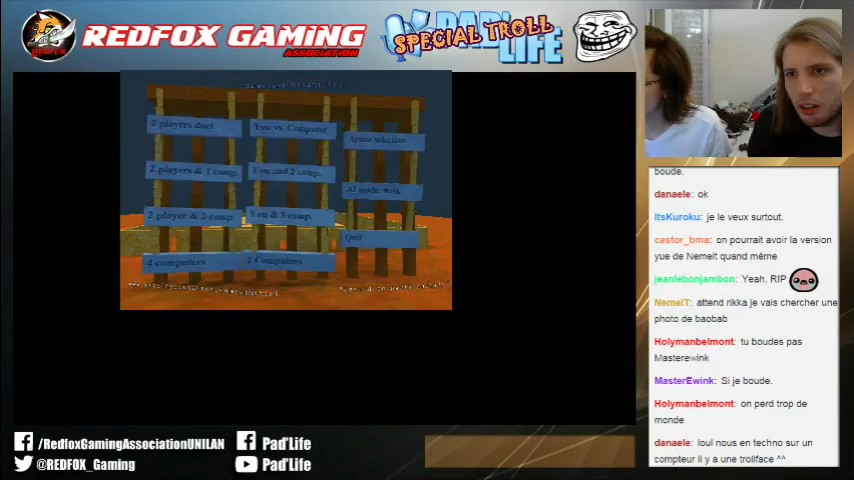 REDFOX GAMING
ASSOCIATION
PAD'LIFE
SPECIAL TROLL
2 players duel
You vs. Computer
Arena selection
2 players & 1 comp.
You and 2 comp.
AI mode: walk
2 player & 2 comp.
You & 3 comp.
Quit
4 computers
2 Computers
boude.
danaele: ok
ItsKuroku: je le veux surtout.
castor_bma: on pourrait avoir la version
yue de Nemelt quand même
jeanlebonjambon: Yeah, RIP
NemeIT: attend rikka je vais chercher une
photo de baobab
Holymanbelmont: tu boudes pas
Masterewink
MasterEwink: Si je boude.
Holymanbelmont: on perd trop de
monde
danaele: loul nous en techno sur un
compteur il y a une trollface ^^
/RedfoxGamingAssociationUNILAN
Pad'Life
@REDFOX_Gaming
Pad'Life